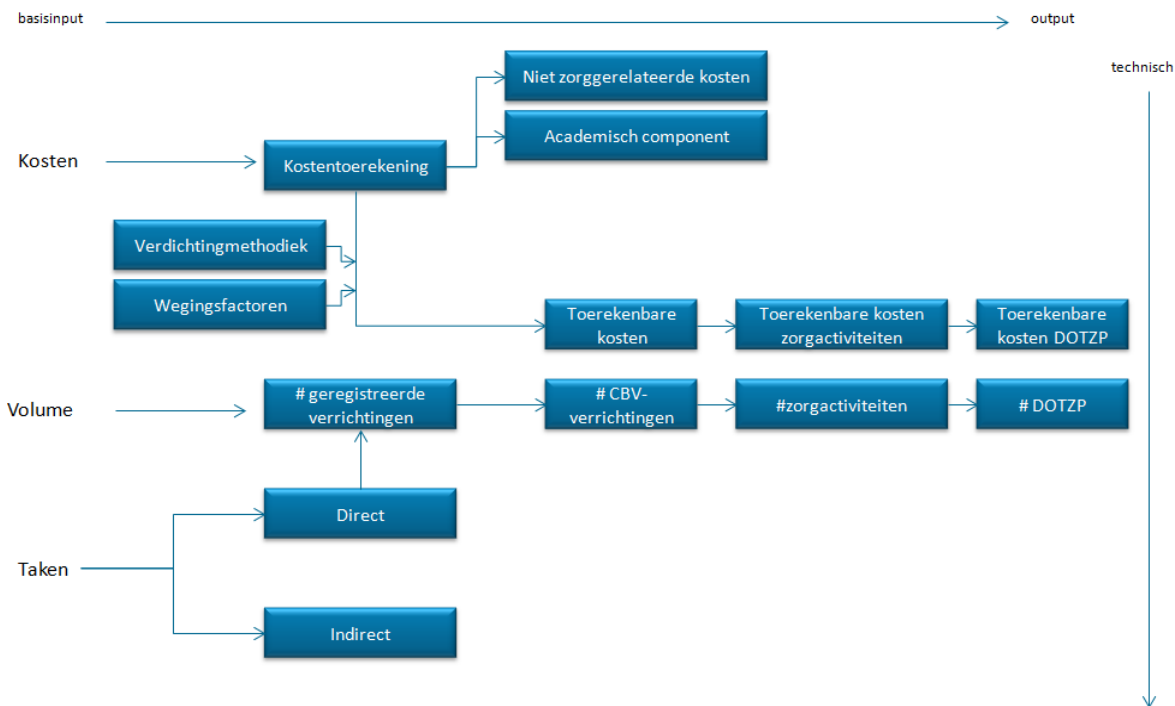 basisinput
output
technisch
Niet zorggerelateerde kosten
Academisch component
Kosten
Kostentoerekening
Verdichtingmethodiek
Wegingsfactoren
Toerekenbare
kosten
Toerekenbare kosten
zorgactiviteiten
Toerekenbare
kosten DOTZP
Volume
# geregistreerde
verrichtingen
# CBV-
verrichtingen
#zorgactiviteiten
# DOTZP
Direct
Taken
Indirect